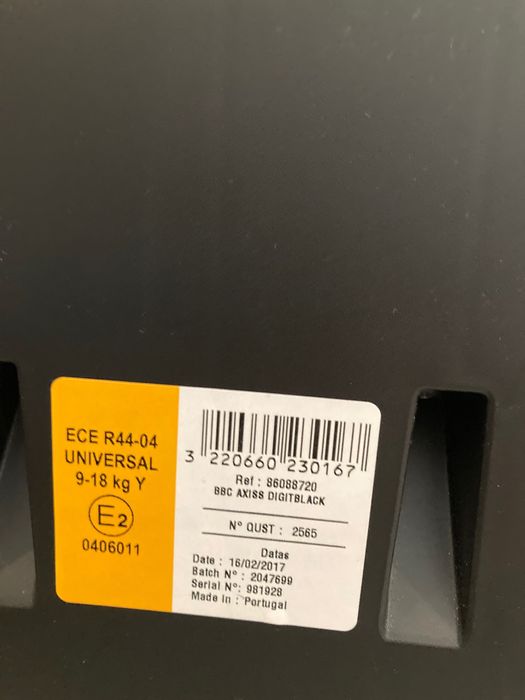 ECE R44-04
UNIVERSAL
9-18 kg Y
E2
0406011
3 220660 230167
Ref : 86088720
BBC AXISS DIGITBLACK
N° QUST : 2565
Datas
Date : 16/02/2017
Batch N° : 2047699
Serial N°: 981928
Made In : Portugal